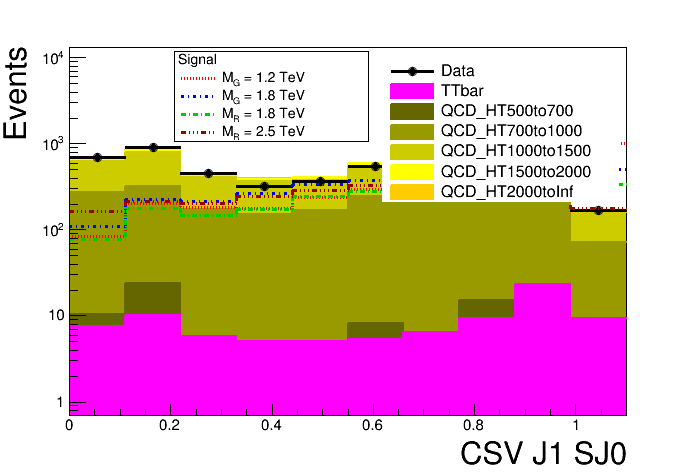 Events
10^4
10^3
10^2
10
1
Signal
M_G = 1.2 TeV
M_G = 1.8 TeV
M_R = 1.8 TeV
M_R = 2.5 TeV
Data
TTbar
QCD_HT500to700
QCD_HT700to1000
QCD_HT1000to1500
QCD_HT1500to2000
QCD_HT2000toInf
0 0.2 0.4 0.6 0.8 1
CSV J1 SJ0